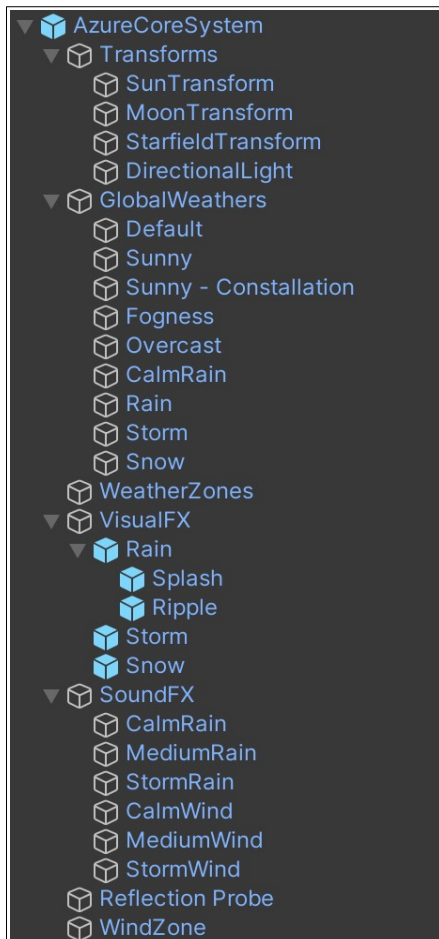 AzureCoreSystem
Transforms
SunTransform
MoonTransform
StarfieldTransform
DirectionalLight
GlobalWeathers
Default
Sunny
Sunny - Constallation
Fogness
Overcast
CalmRain
Rain
Storm
Snow
WeatherZones
VisualFX
Rain
Splash
Ripple
Storm
Snow
SoundFX
CalmRain
MediumRain
StormRain
CalmWind
MediumWind
StormWind
Reflection Probe
WindZone